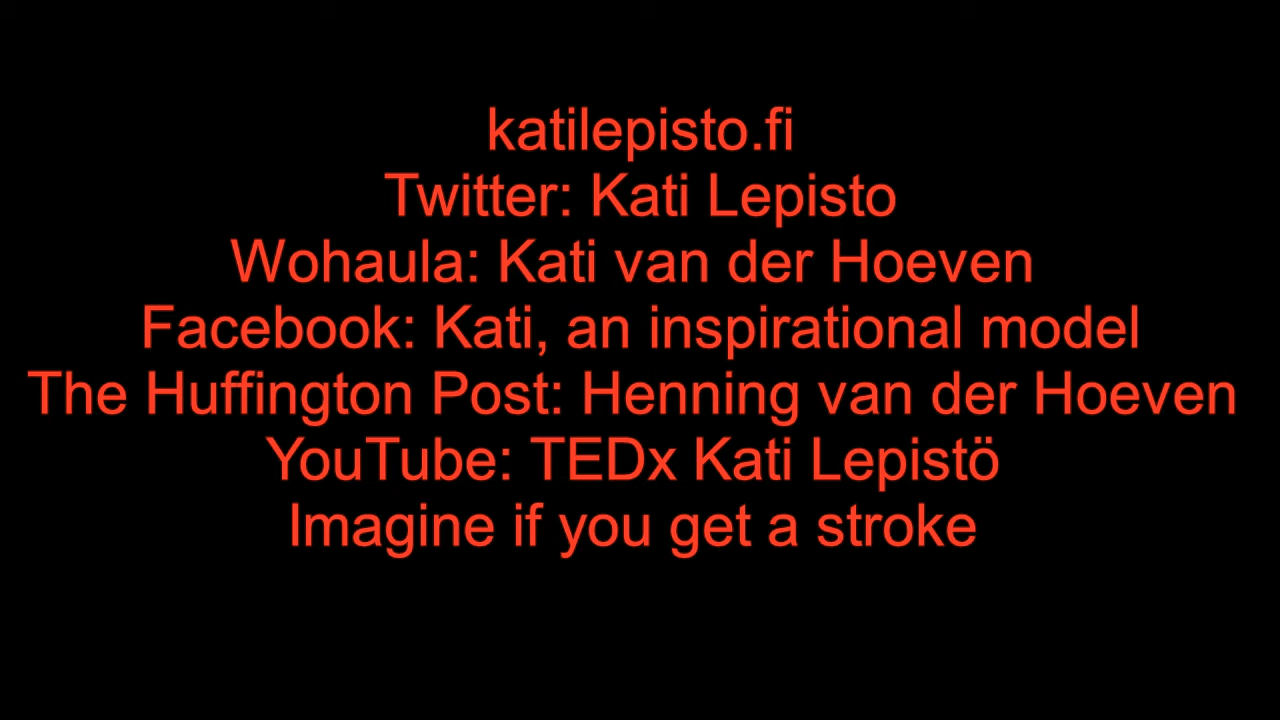 katilepisto.fi
Twitter: Kati Lepisto
Wohaula: Kati van der Hoeven
Facebook: Kati, an inspirational model
The Huffington Post: Henning van der Hoeven
YouTube: TEDx Kati Lepistö
Imagine if you get a stroke